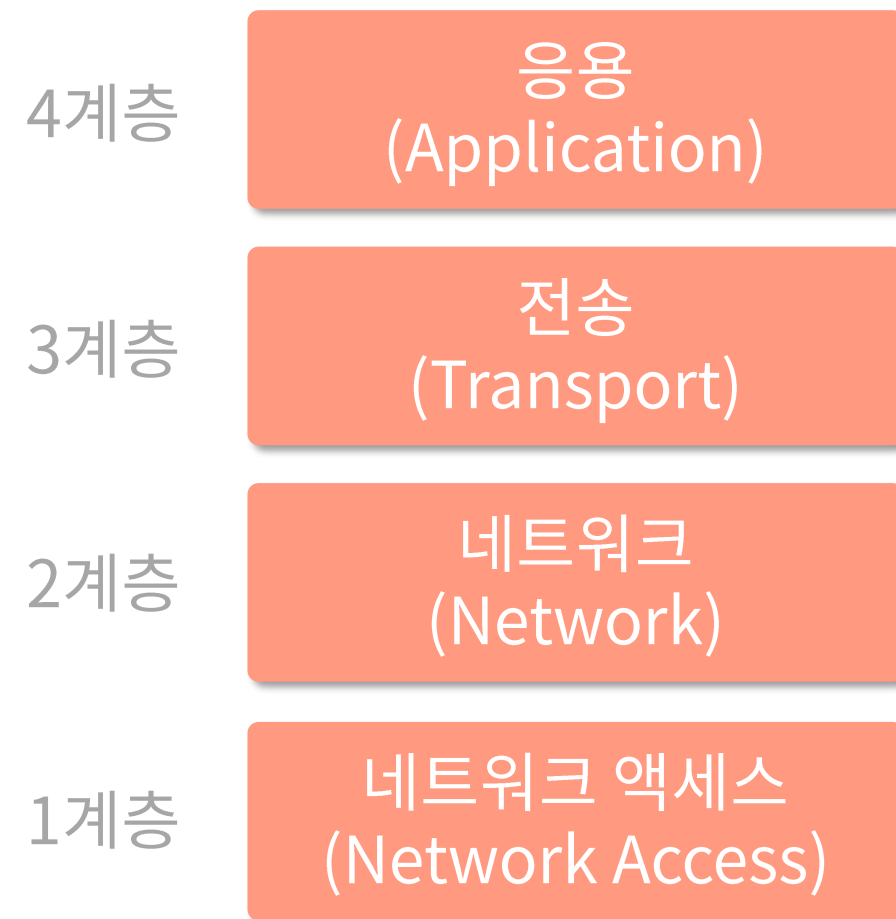 4계층
응용
(Application)
3계층
전송
(Transport)
2계층
네트워크
(Network)
1계층
네트워크 액세스
(Network Access)